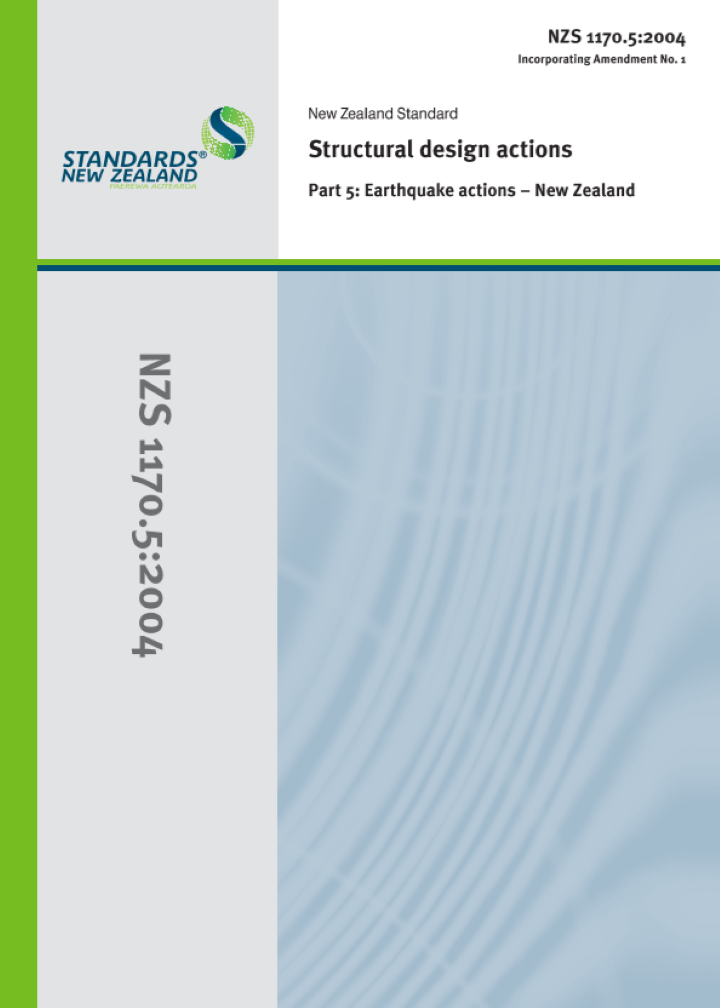 NZS 1170.5:2004
Incorporating Amendment No. 1
New Zealand Standard
Structural design actions
Part 5: Earthquake actions – New Zealand
STANDARDS®
NEW ZEALAND
PAEREWA AOTEAROA
NZS 1170.5:2004